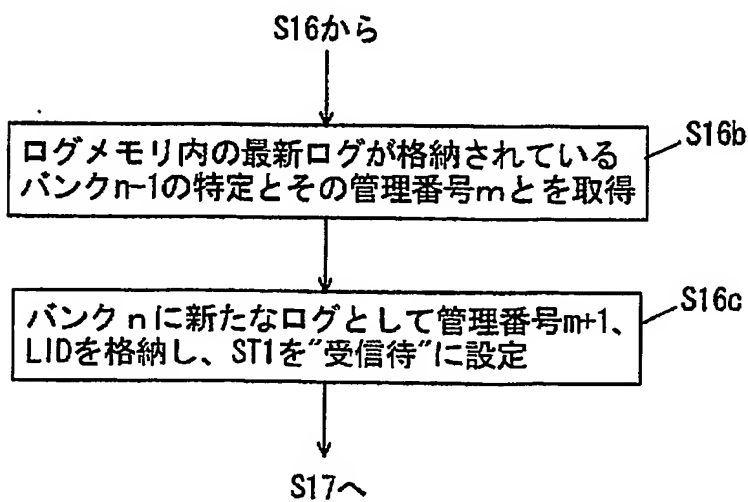 S16から
S16b
ログメモリ内の最新ログが格納されている
バンクn-1の特定とその管理番号mとを取得
S16c
バンクnに新たなログとして管理番号m+1、
LIDを格納し、ST1を"受信待"に設定
S17へ